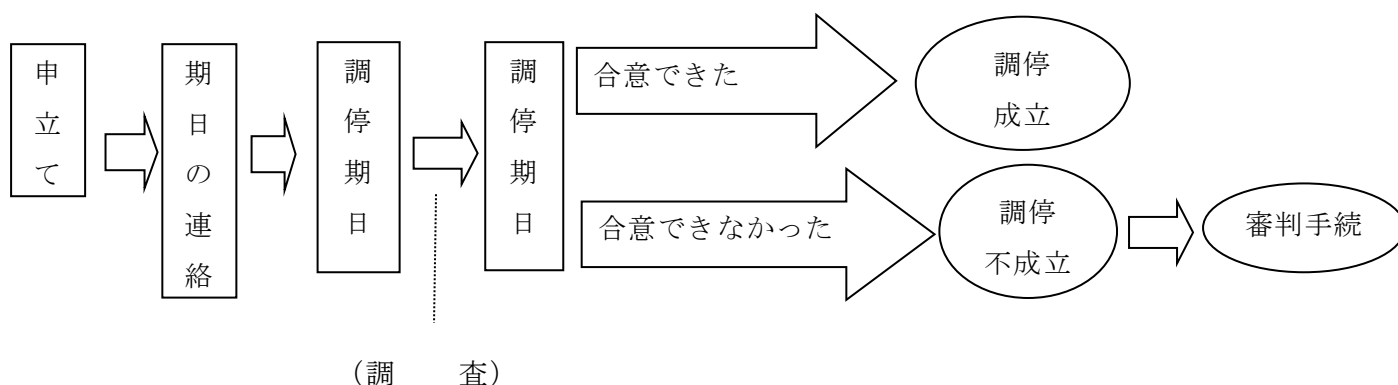 申立て
期日の連絡
調停期日
調停期日
合意できた
調停
成立
合意できなかった
調停
不成立
審判手続
（調　　査）